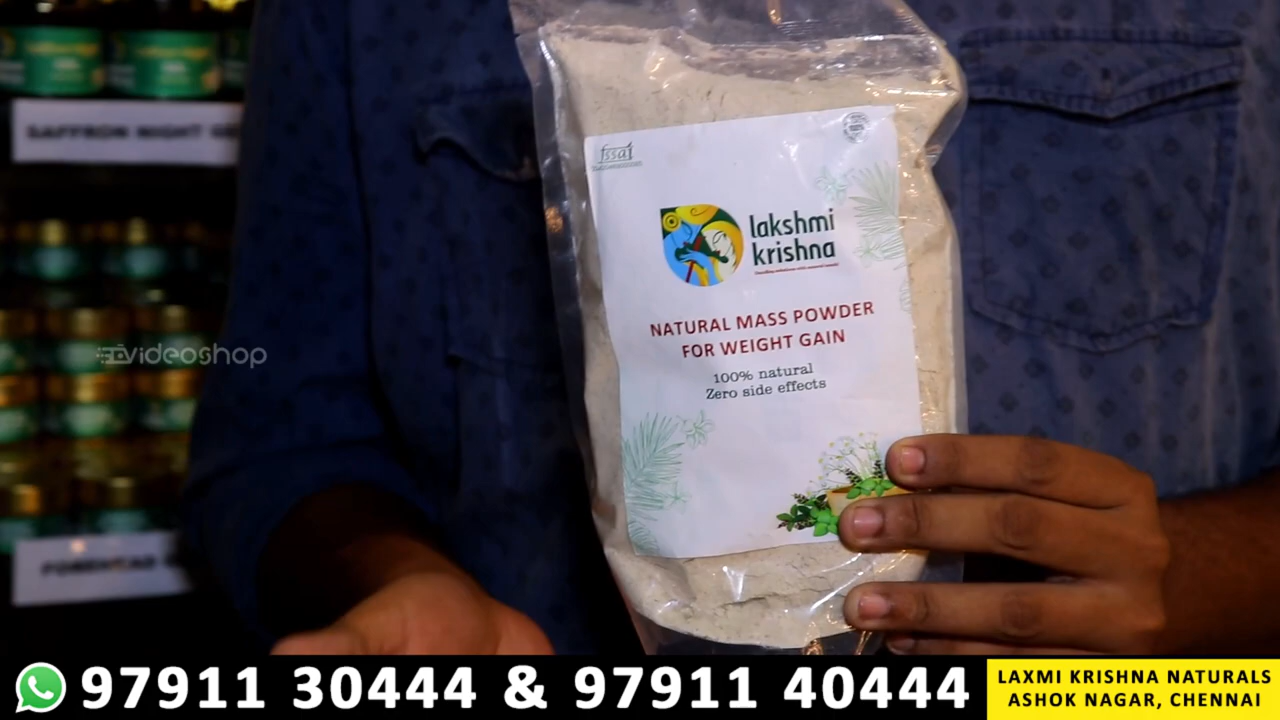 SAFFRON NIGHT GE
fssai
lakshmi
krishna
NATURAL MASS POWDER
FOR WEIGHT GAIN
100% natural
Zero side effects
videoshop
97911 30444 & 97911 40444
LAXMI KRISHNA NATURALS
ASHOK NAGAR, CHENNAI